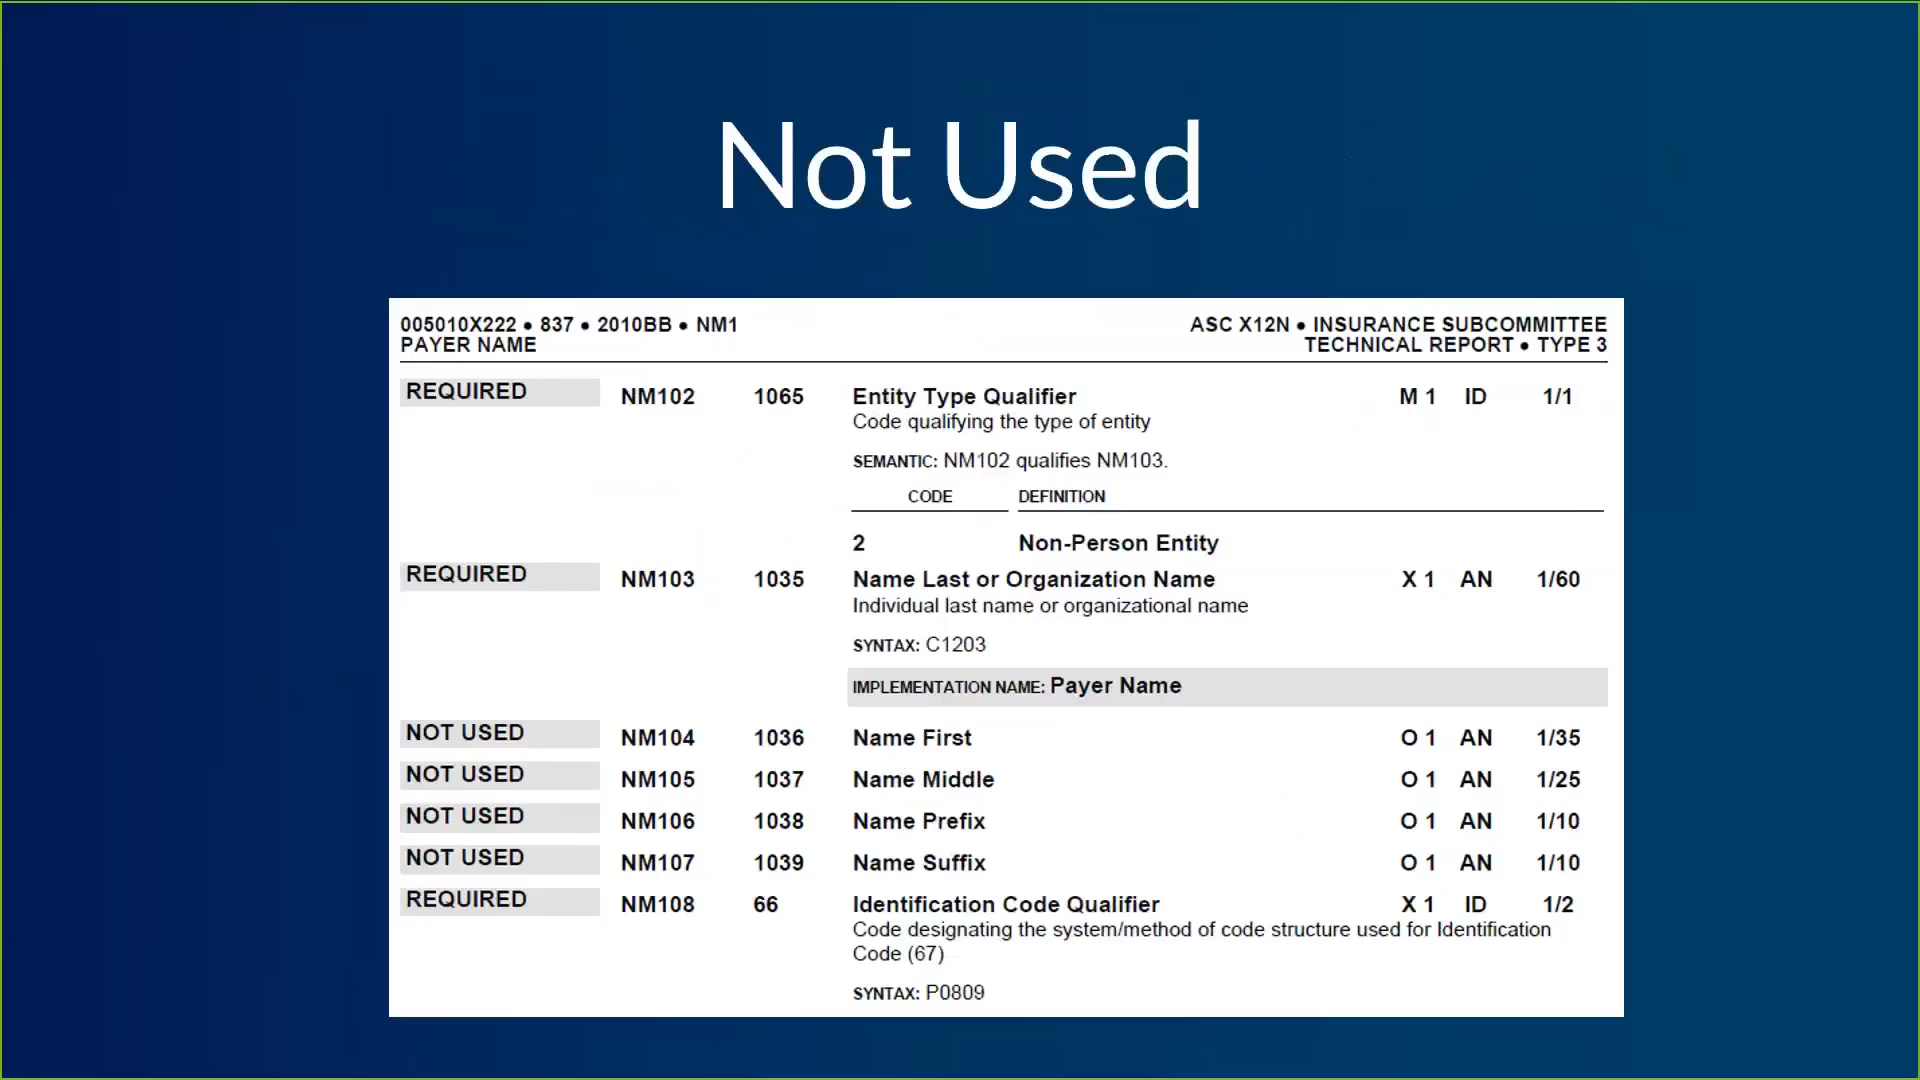 Not Used
005010X222 • 837 • 2010BB • NM1
PAYER NAME
ASC X12N • INSURANCE SUBCOMMITTEE
TECHNICAL REPORT • TYPE 3
REQUIRED NM102 1065 Entity Type Qualifier M 1 ID 1/1
Code qualifying the type of entity
SEMANTIC: NM102 qualifies NM103.
CODE DEFINITION
2 Non-Person Entity
REQUIRED NM103 1035 Name Last or Organization Name X 1 AN 1/60
Individual last name or organizational name
SYNTAX: C1203
IMPLEMENTATION NAME: Payer Name
NOT USED NM104 1036 Name First O 1 AN 1/35
NOT USED NM105 1037 Name Middle O 1 AN 1/25
NOT USED NM106 1038 Name Prefix O 1 AN 1/10
NOT USED NM107 1039 Name Suffix O 1 AN 1/10
REQUIRED NM108 66 Identification Code Qualifier X 1 ID 1/2
Code designating the system/method of code structure used for Identification
Code (67)
SYNTAX: P0809